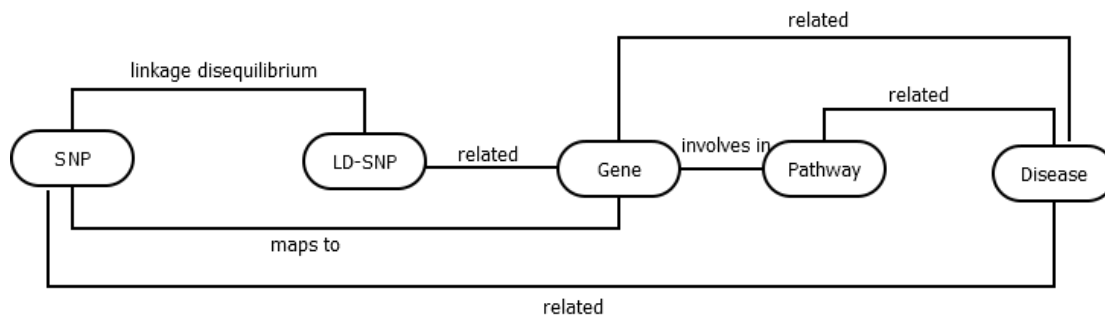 related
linkage disequilibrium
related
SNP
LD-SNP
related
Gene
involves in
Pathway
Disease
maps to
related